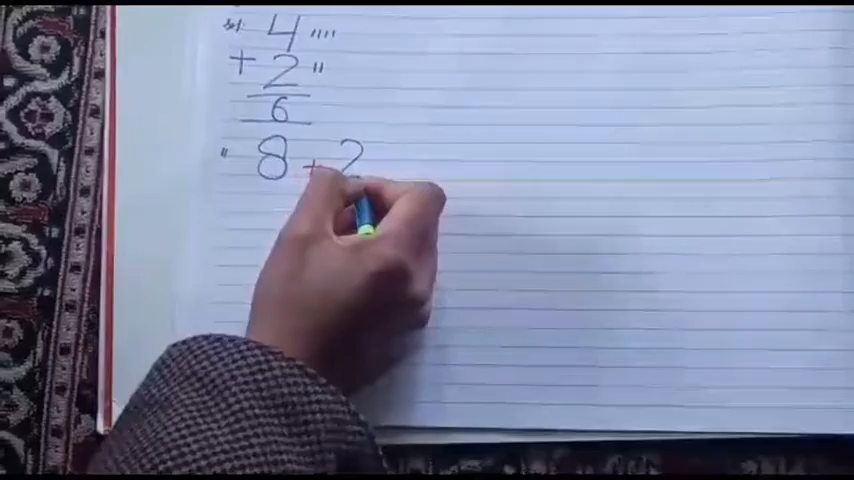 4 ""
+ 2 "
6
" 8 + 2